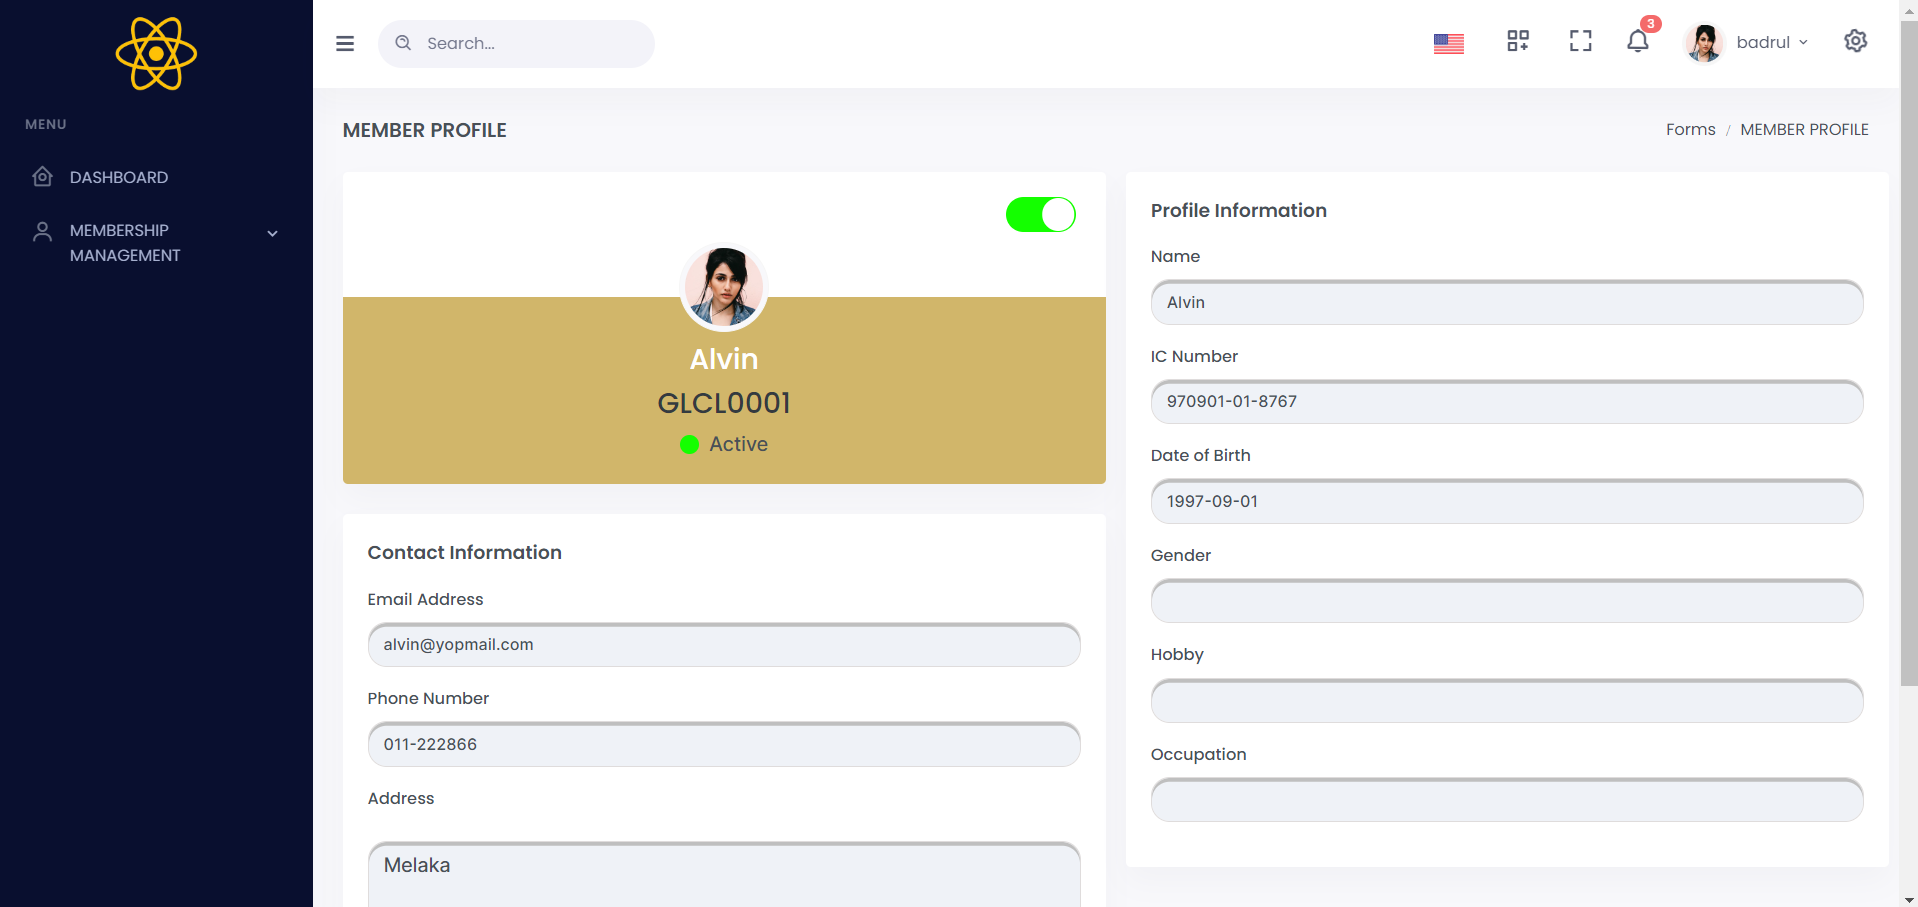 MENU
DASHBOARD
MEMBERSHIP
MANAGEMENT
Search...
3
badrul
MEMBER PROFILE
Forms / MEMBER PROFILE
Alvin
GLCL0001
Active
Contact Information
Email Address
alvin@yopmail.com
Phone Number
011-222866
Address
Melaka
Profile Information
Name
Alvin
IC Number
970901-01-8767
Date of Birth
1997-09-01
Gender
Hobby
Occupation